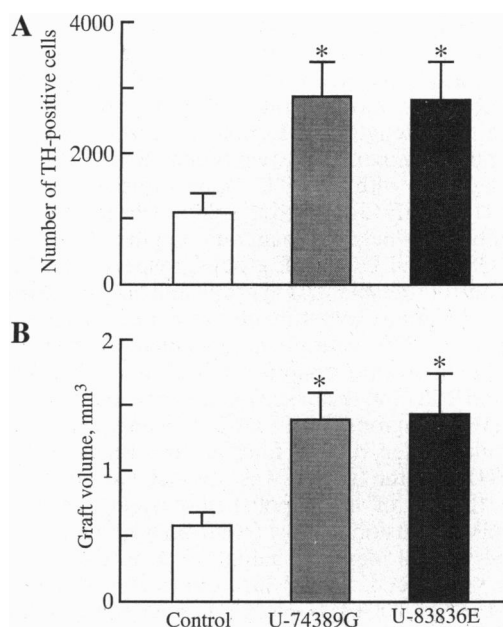 A
4000
*
*
Number of TH-positive cells
2000
0
B
2
*
*
Graft volume, mm³
1
0
Control U-74389G U-83836E